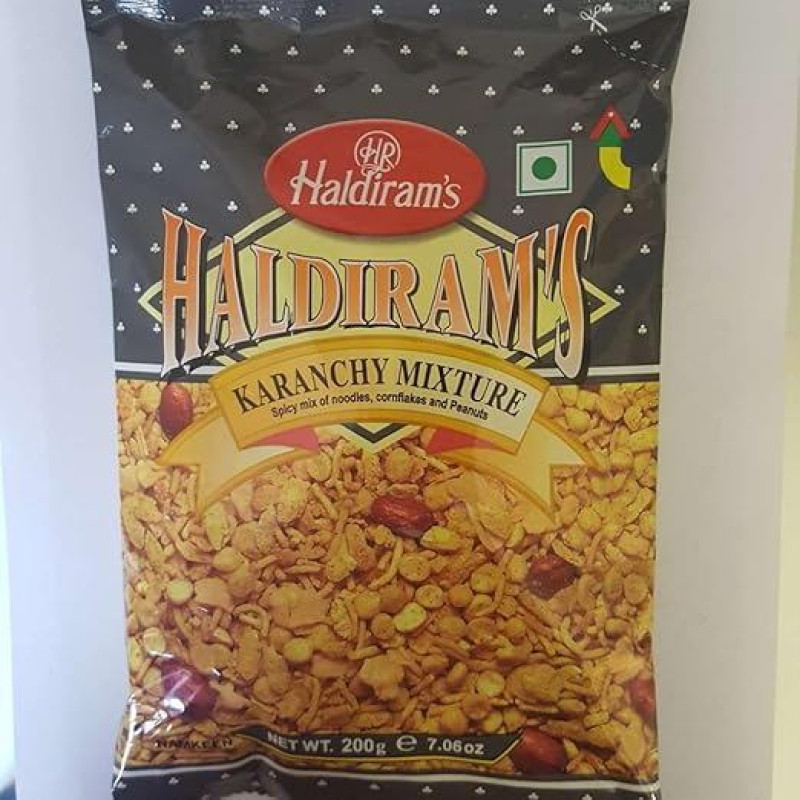 HR
Haldiram's
HALDIRAM'S
KARANCHY MIXTURE
Spicy mix of noodles, cornflakes and Peanuts
NAMKEEN
NET WT. 200g e 7.06oz